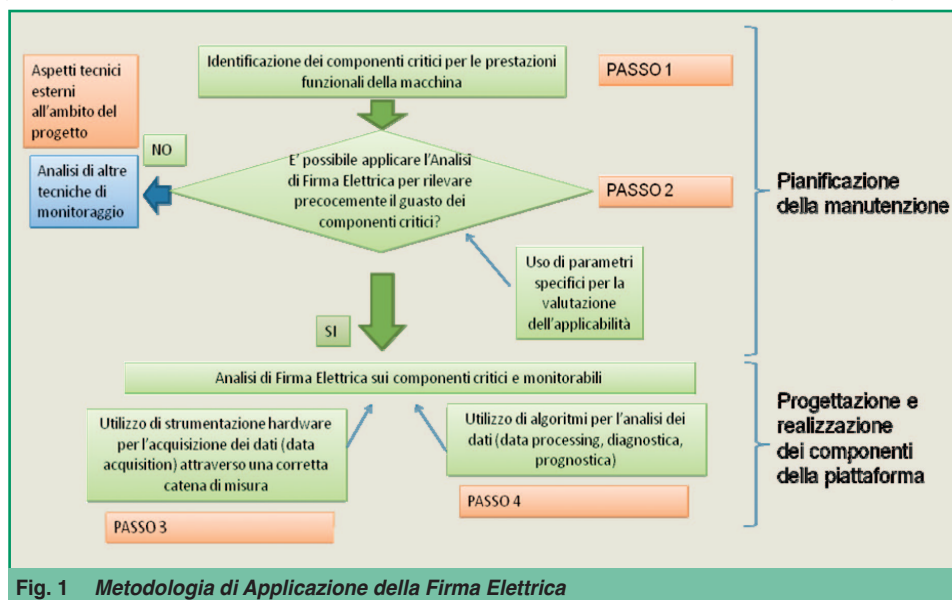 Aspetti tecnici
esterni
all'ambito del
progetto
Identificazione dei componenti critici per le prestazioni
funzionali della macchina
PASSO 1
NO
Analisi di altre
tecniche di
monitoraggio
E' possibile applicare l'Analisi
di Firma Elettrica per rilevare
precocemente il guasto dei
componenti critici?
PASSO 2
Pianificazione
della manutenzione
Uso di parametri
specifici per la
valutazione
dell'applicabilità
SI
Analisi di Firma Elettrica sui componenti critici e monitorabili
Utilizzo di strumentazione hardware
per l'acquisizione dei dati (data
acquisition) attraverso una corretta
catena di misura
PASSO 3
Utilizzo di algoritmi per l'analisi dei
dati (data processing, diagnostica,
prognostica)
PASSO 4
Progettazione e
realizzazione
dei componenti
della piattaforma
Fig. 1 Metodologia di Applicazione della Firma Elettrica